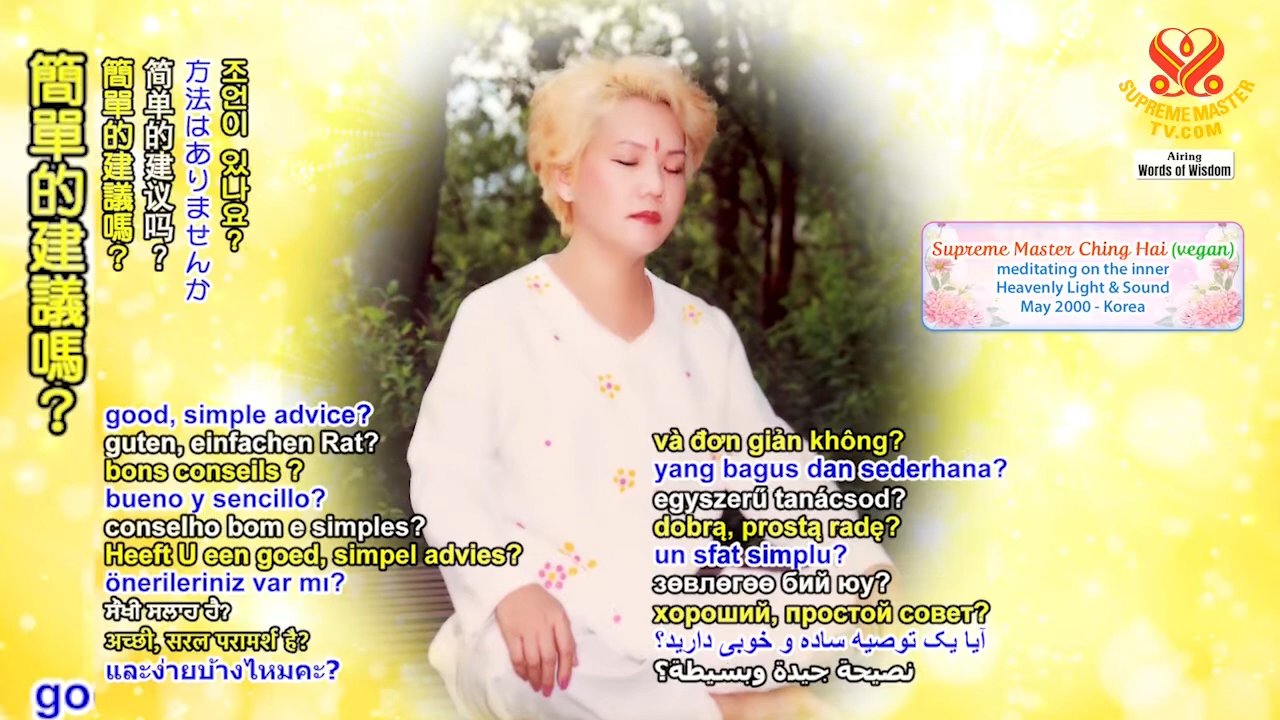 簡單的建議嗎？
簡單的建議嗎？
简单的建议吗？
方法はありませんか
조언이 있나요?
SUPREME MASTER
TV.COM
Airing
Words of Wisdom
Supreme Master Ching Hai (vegan)
meditating on the inner
Heavenly Light & Sound
May 2000 - Korea
good, simple advice?
guten, einfachen Rat?
bons conseils ?
bueno y sencillo?
conselho bom e simples?
Heeft U een goed, simpel advies?
önerileriniz var mı?
ਸੌਖੀ ਸਲਾਹ ਹੈ?
अच्छी, सरल परामर्श है?
และง่ายบ้างไหมคะ?
và đơn giản không?
yang bagus dan sederhana?
egyszerű tanácsod?
dobrą, prostą radę?
un sfat simplu?
зөвлөгөө бий юу?
хороший, простой совет?
آیا یک توصیه ساده و خوبی دارید؟
نصيحة جيدة وبسيطة؟
go